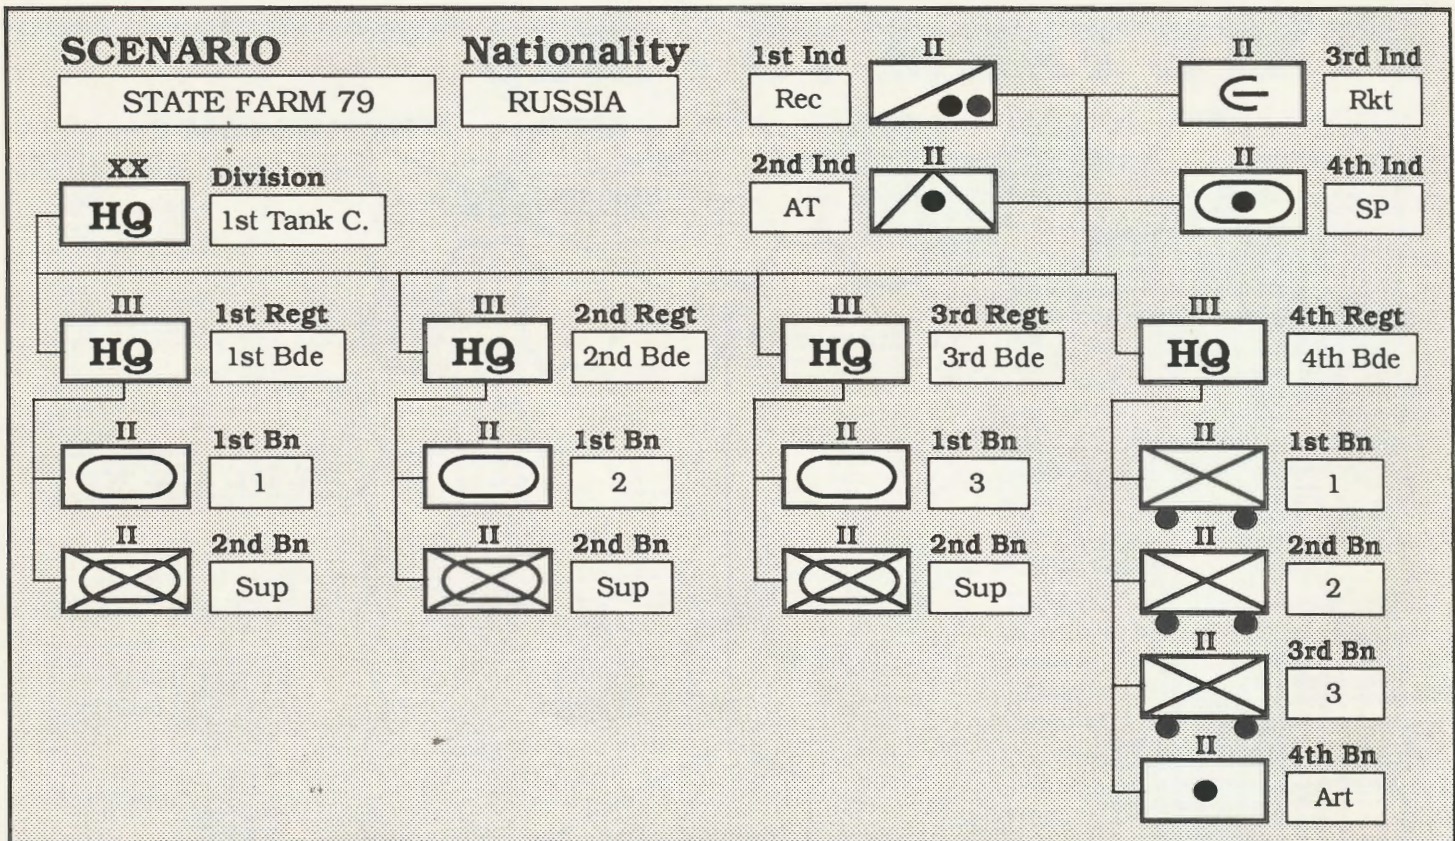 SCENARIO
STATE FARM 79
Nationality
RUSSIA
1st Ind
Rec
II
II
3rd Ind
Rkt
2nd Ind
AT
II
II
4th Ind
SP
XX
HQ
Division
1st Tank C.
III
HQ
1st Regt
1st Bde
II
1st Bn
1
II
2nd Bn
Sup
III
HQ
2nd Regt
2nd Bde
II
1st Bn
2
II
2nd Bn
Sup
III
HQ
3rd Regt
3rd Bde
II
1st Bn
3
II
2nd Bn
Sup
III
HQ
4th Regt
4th Bde
II
1st Bn
1
II
2nd Bn
2
II
3rd Bn
3
II
4th Bn
Art